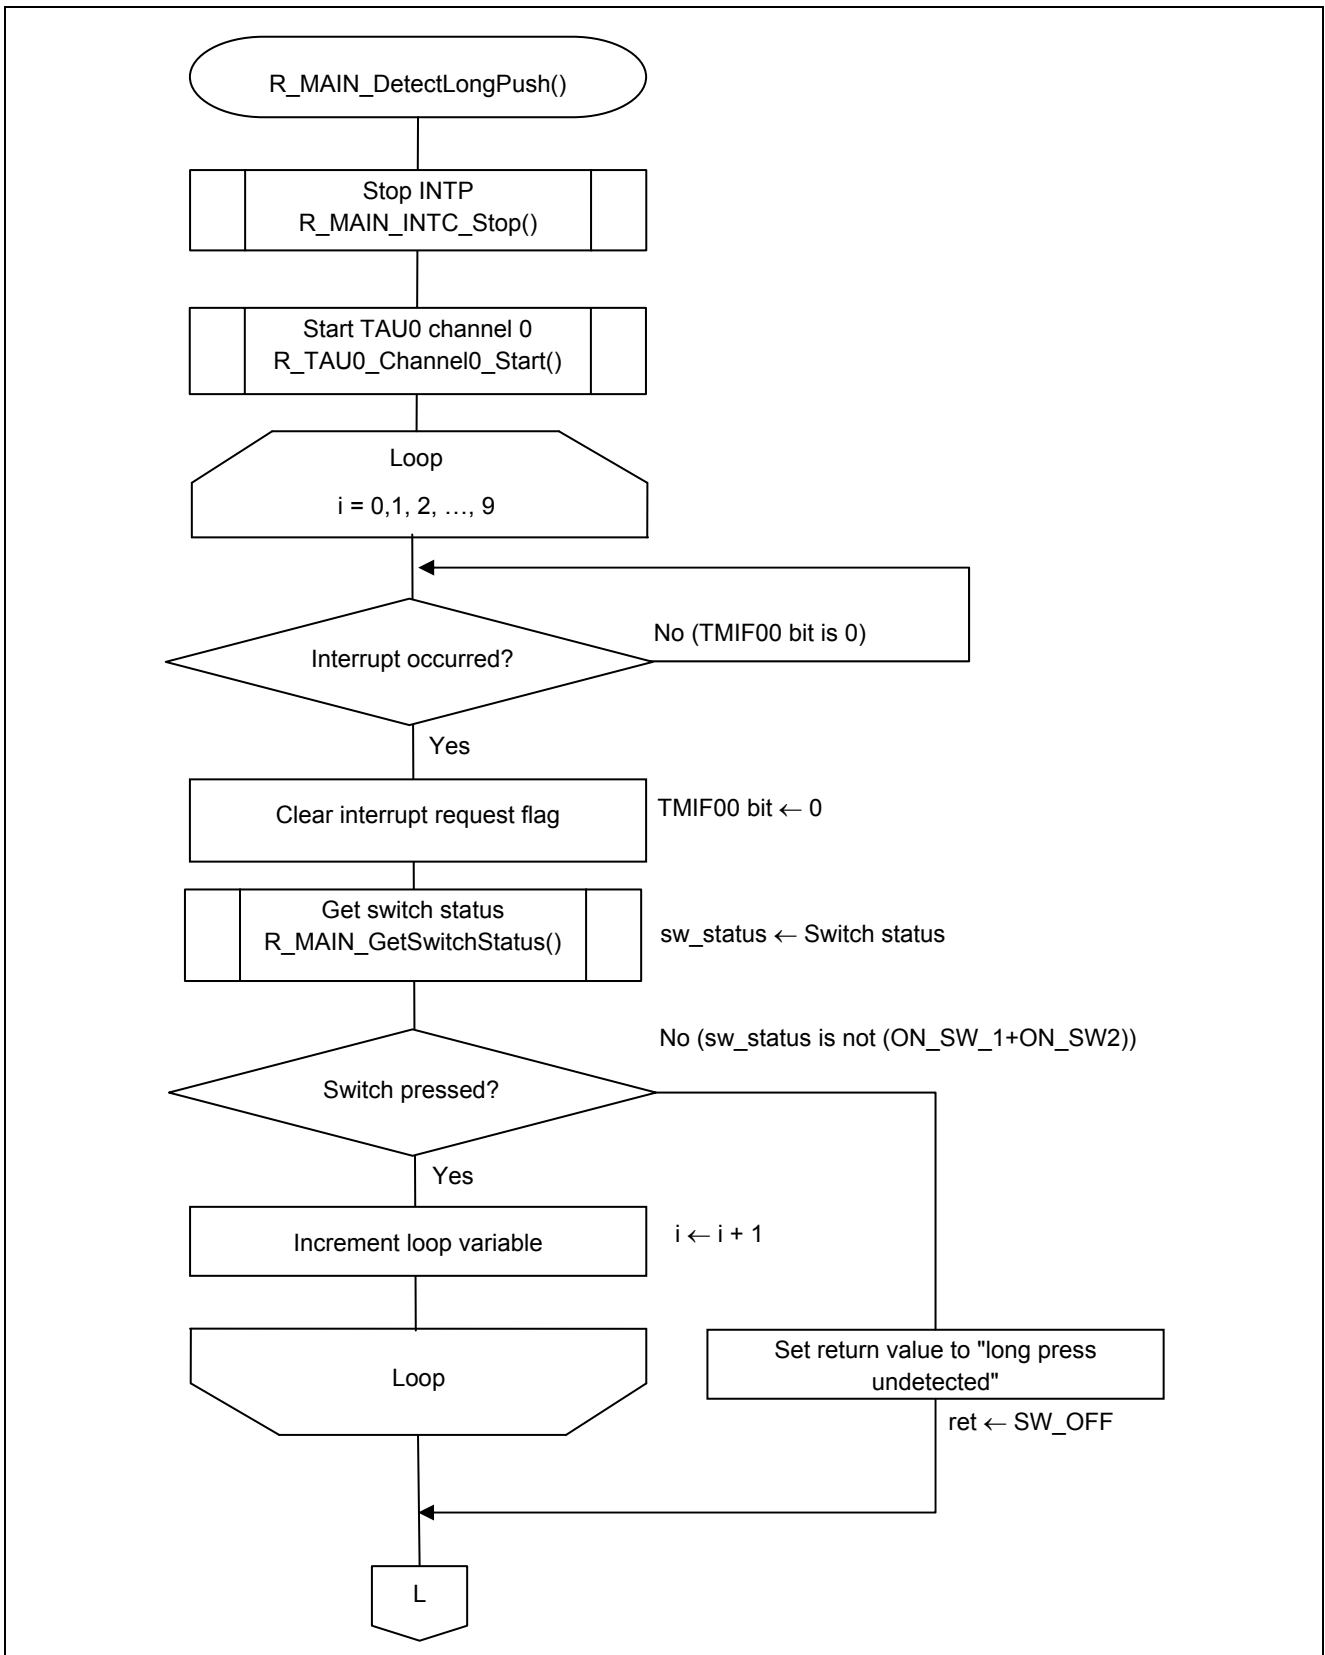 R_MAIN_DetectLongPush()
Stop INTP
R_MAIN_INTC_Stop()
Start TAU0 channel 0
R_TAU0_Channel0_Start()
Loop
i = 0,1, 2, …, 9
No (TMIF00 bit is 0)
Interrupt occurred?
Yes
Clear interrupt request flag
TMIF00 bit ← 0
Get switch status
R_MAIN_GetSwitchStatus()
sw_status ← Switch status
No (sw_status is not (ON_SW_1+ON_SW2))
Switch pressed?
Yes
Increment loop variable
i ← i + 1
Loop
Set return value to "long press
undetected"
ret ← SW_OFF
L